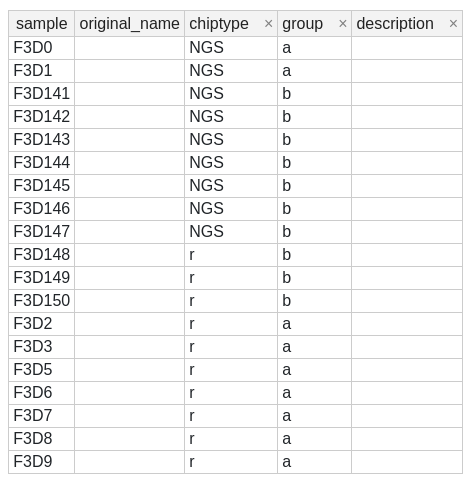 sample original_name chiptype × group × description ×
F3D0 NGS a
F3D1 NGS a
F3D141 NGS b
F3D142 NGS b
F3D143 NGS b
F3D144 NGS b
F3D145 NGS b
F3D146 NGS b
F3D147 NGS b
F3D148 r b
F3D149 r b
F3D150 r b
F3D2 r a
F3D3 r a
F3D5 r a
F3D6 r a
F3D7 r a
F3D8 r a
F3D9 r a